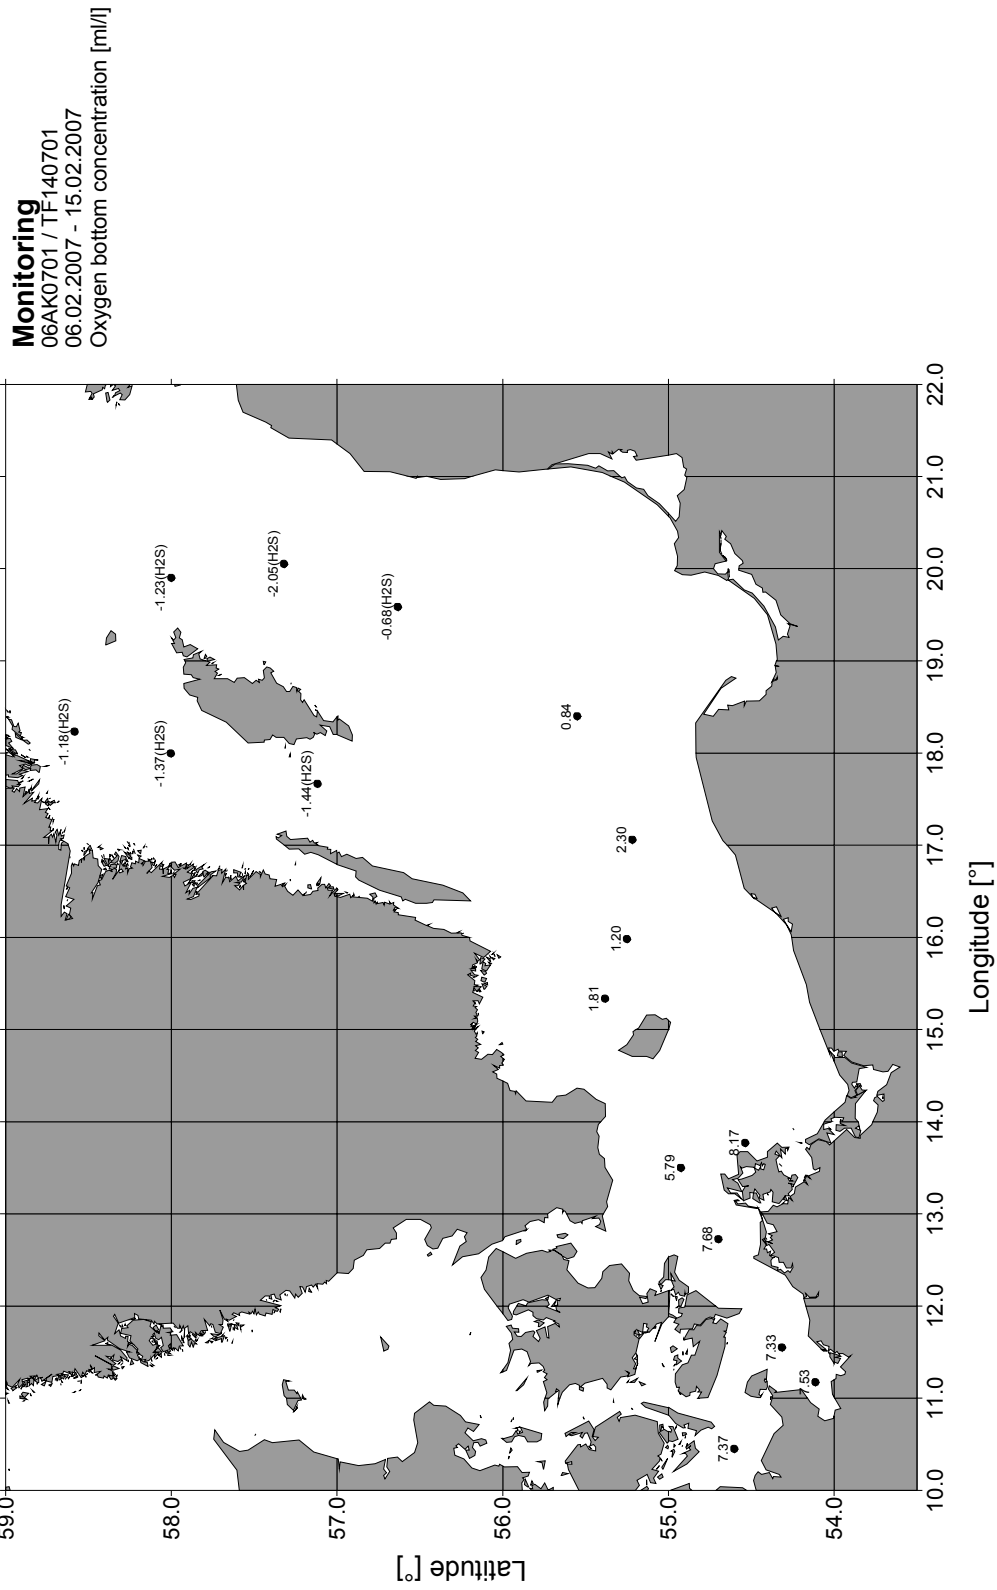 Monitoring
06AK0701 / TF140701
06.02.2007 - 15.02.2007
Oxygen bottom concentration [ml/l]
59.0
58.0
57.0
56.0
55.0
54.0
Latitude [°]
10.0
11.0
12.0
13.0
14.0
15.0
16.0
17.0
18.0
19.0
20.0
21.0
22.0
Longitude [°]
-1.18(H2S)
-1.37(H2S)
-1.23(H2S)
-2.05(H2S)
-1.44(H2S)
-0.68(H2S)
0.84
2.30
1.20
1.81
5.79
8.17
7.68
7.33
7.53
7.37